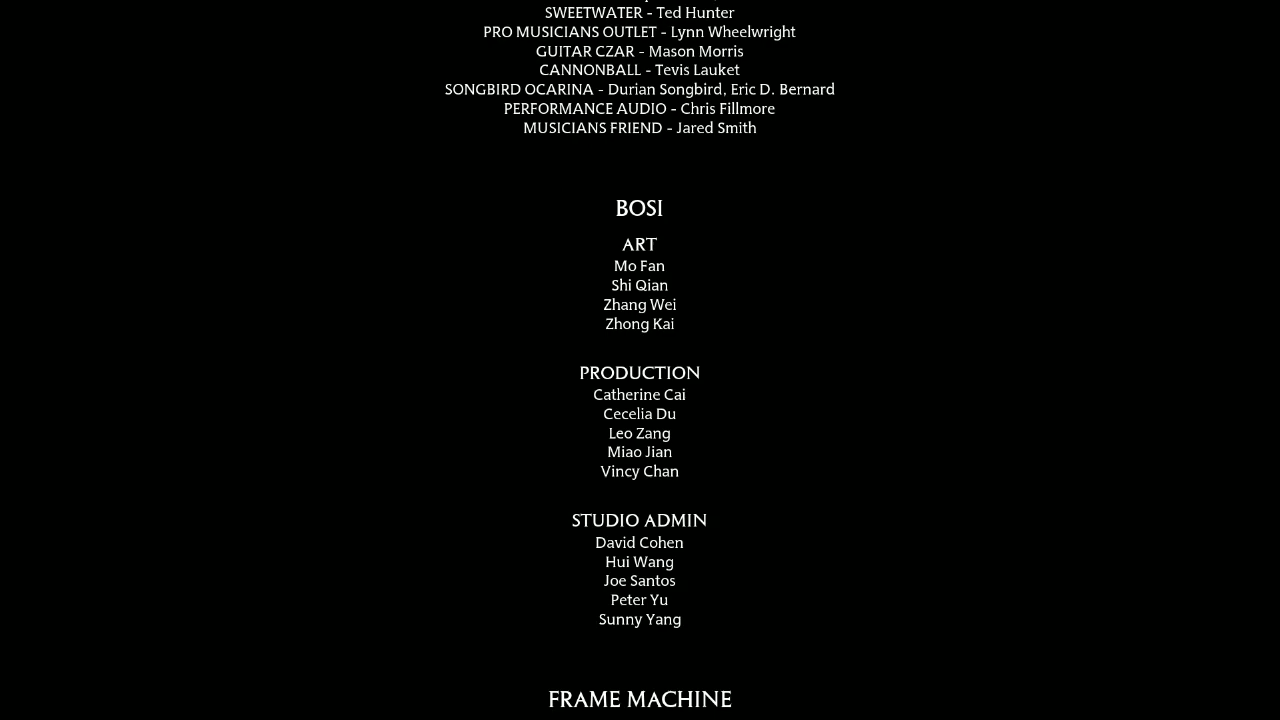 SWEETWATER - Ted Hunter
PRO MUSICIANS OUTLET - Lynn Wheelwright
GUITAR CZAR - Mason Morris
CANNONBALL - Tevis Lauket
SONGBIRD OCARINA - Durian Songbird, Eric D. Bernard
PERFORMANCE AUDIO - Chris Fillmore
MUSICIANS FRIEND - Jared Smith
BOSI
ART
Mo Fan
Shi Qian
Zhang Wei
Zhong Kai
PRODUCTION
Catherine Cai
Cecelia Du
Leo Zang
Miao Jian
Vincy Chan
STUDIO ADMIN
David Cohen
Hui Wang
Joe Santos
Peter Yu
Sunny Yang
FRAME MACHINE